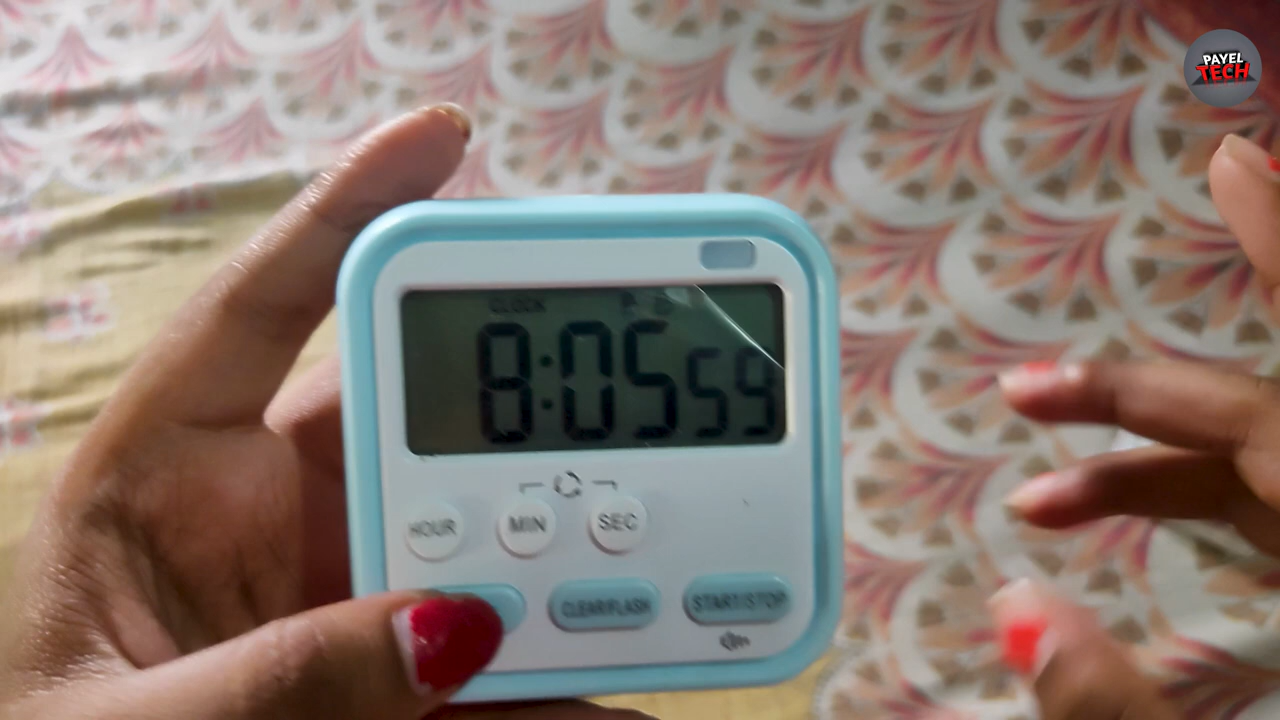 PAYEL
TECH
CLOCK
8:05 59
HOUR MIN SEC
CLEAR/FLASH START/STOP